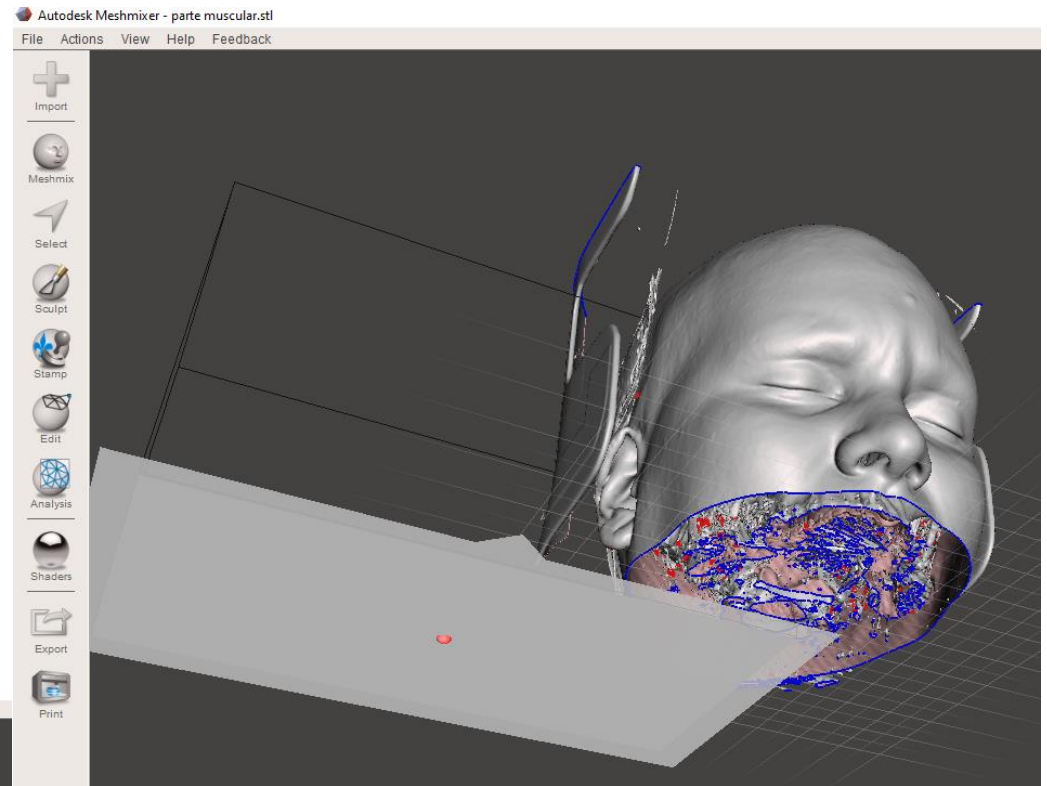 Autodesk Meshmixer - parte muscular.stl
File Actions View Help Feedback
Import
Meshmix
Select
Sculpt
Stamp
Edit
Analysis
Shaders
Export
Print